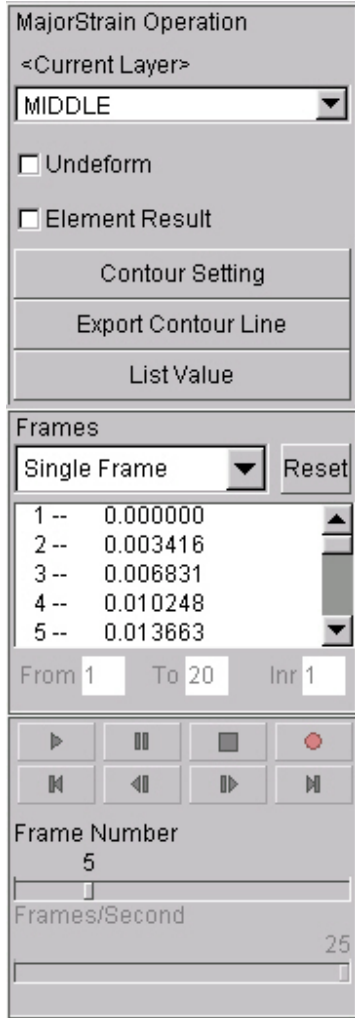 MajorStrain Operation
<Current Layer>
MIDDLE
Undeform
Element Result
Contour Setting
Export Contour Line
List Value
Frames
Single Frame Reset
1 -- 0.000000
2 -- 0.003416
3 -- 0.006831
4 -- 0.010248
5 -- 0.013663
From 1 To 20 Inr 1
Frame Number
5
Frames/Second
25